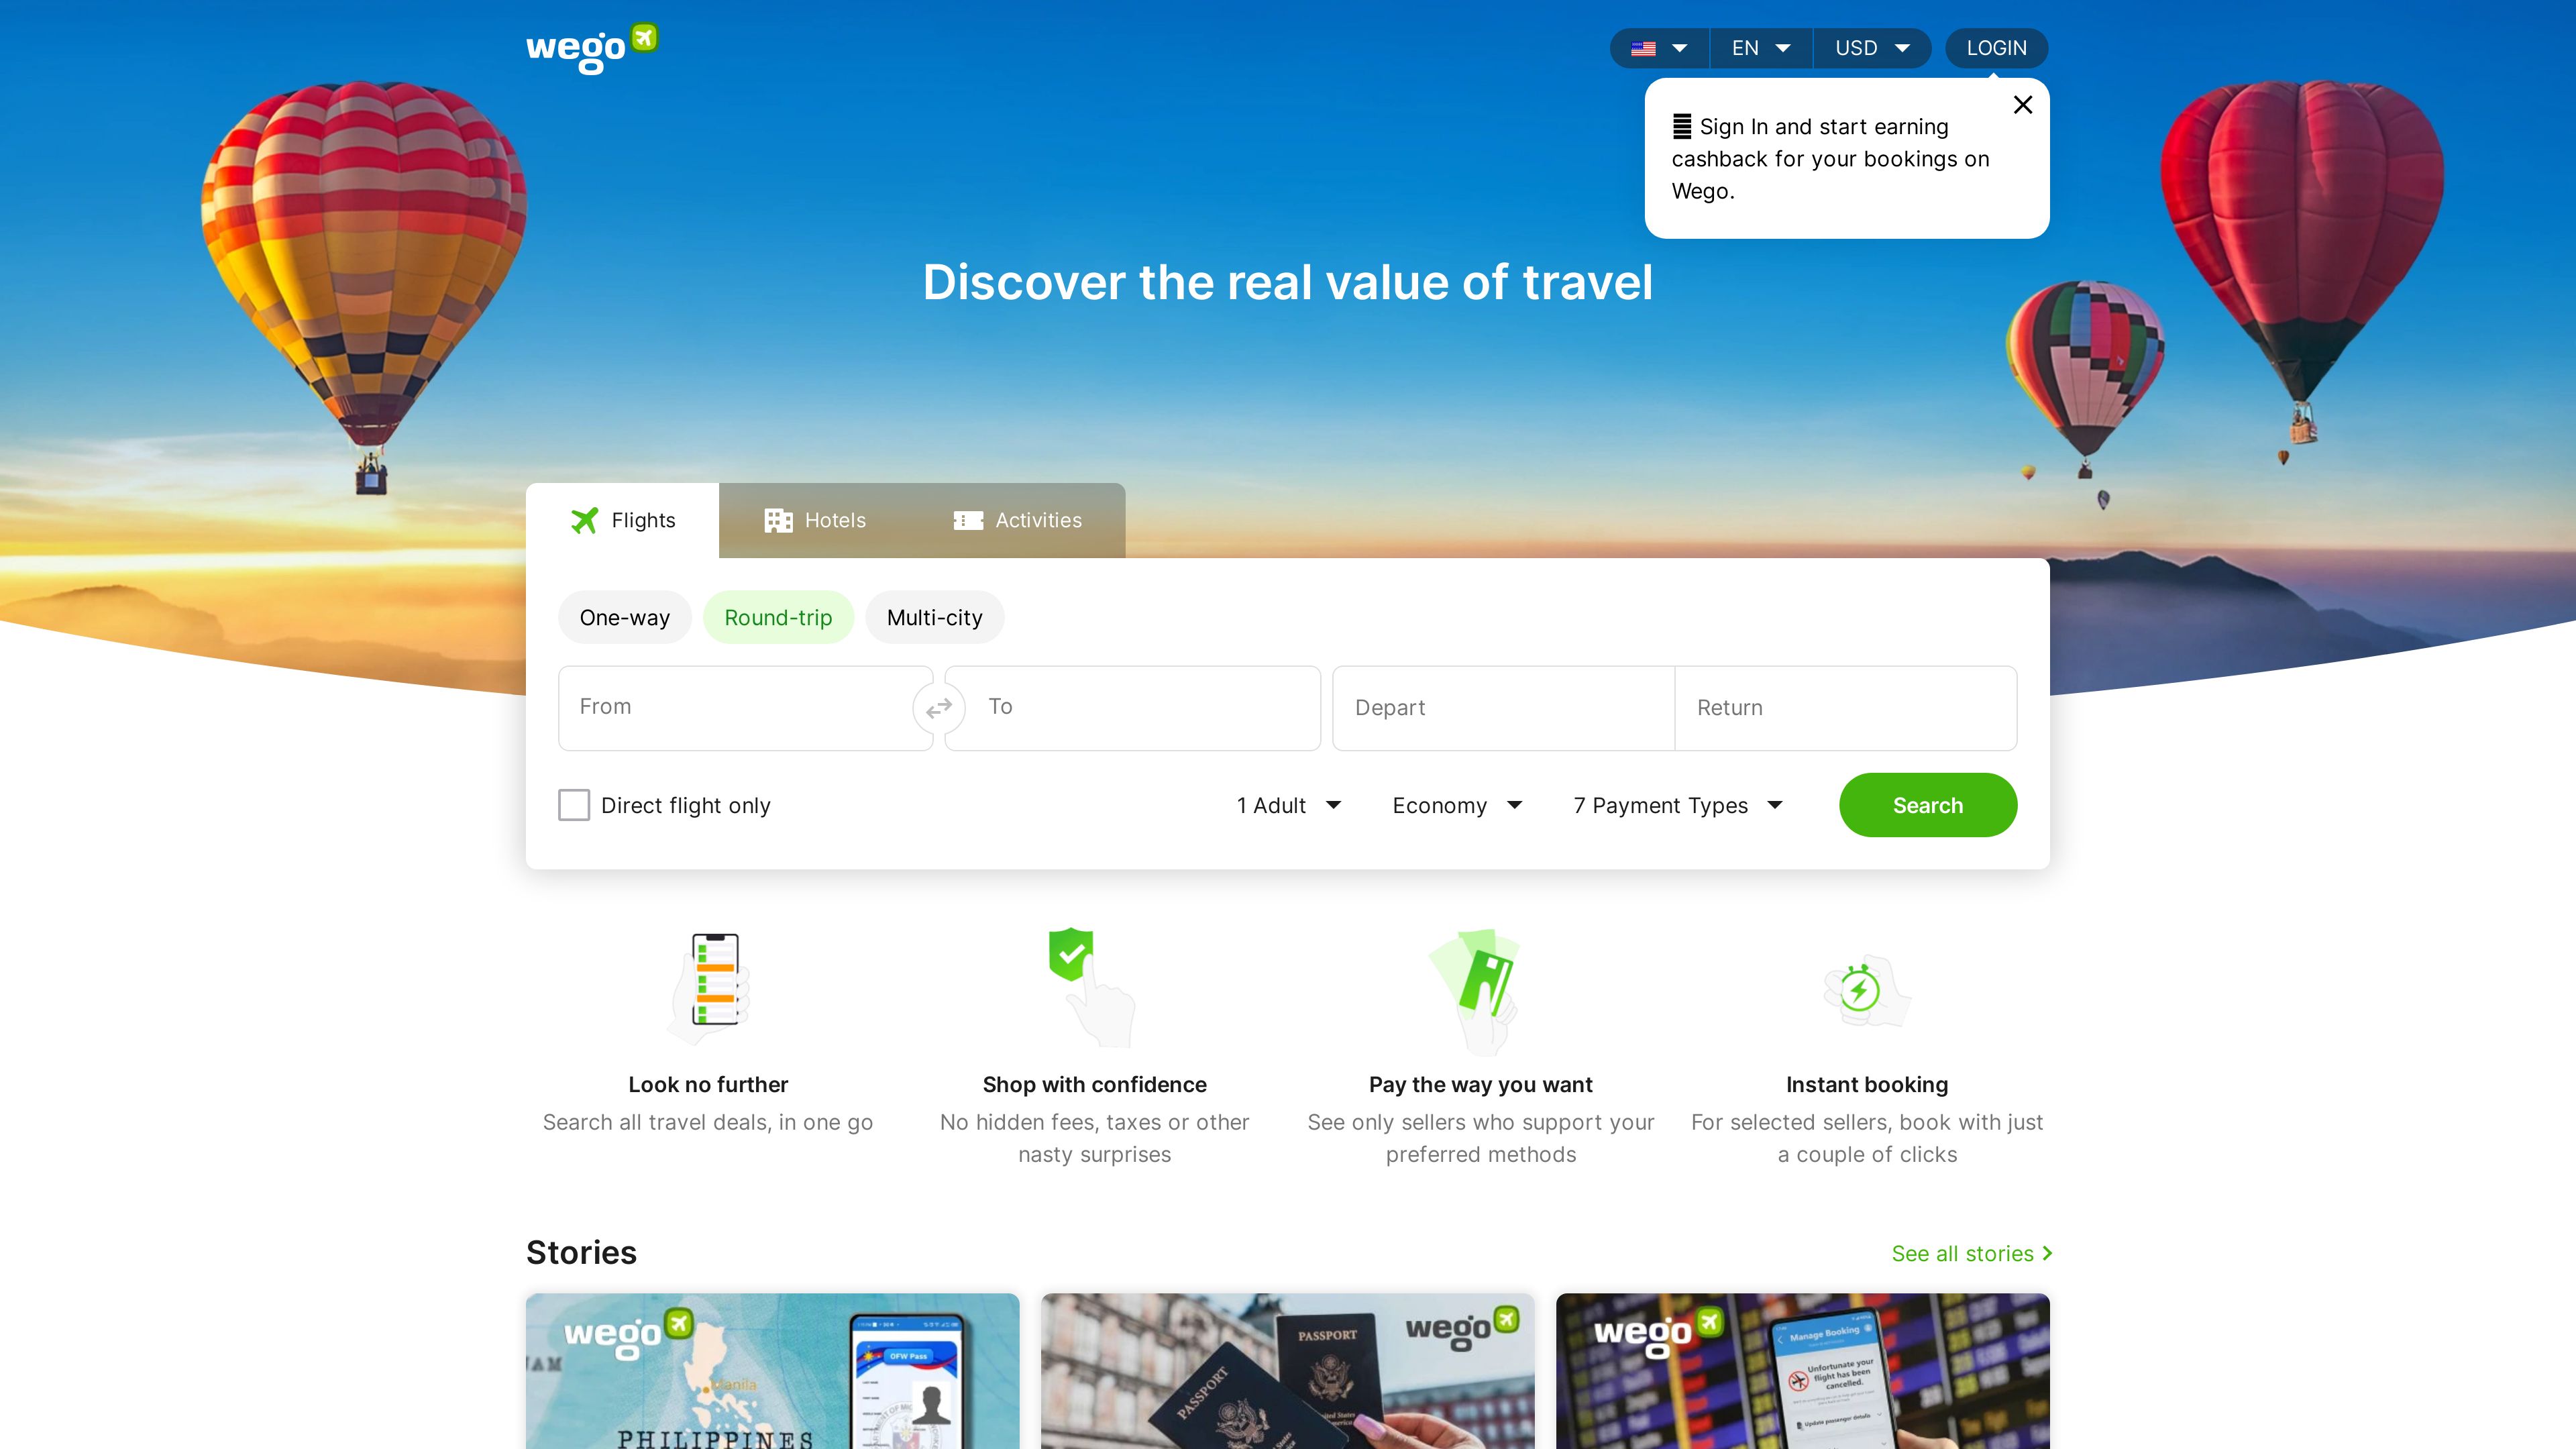 wego
EN
USD
LOGIN
Sign In and start earning
cashback for your bookings on
Wego.
Discover the real value of travel
Flights
Hotels
Activities
One-way
Round-trip
Multi-city
From
To
Depart
Return
Direct flight only
1 Adult
Economy
7 Payment Types
Search
Look no further
Search all travel deals, in one go
Shop with confidence
No hidden fees, taxes or other
nasty surprises
Pay the way you want
See only sellers who support your
preferred methods
Instant booking
For selected sellers, book with just
a couple of clicks
Stories
See all stories
wego
Manila
PHILIPPINES
OFW Pass
wego
PASSPORT
PASSPORT
United States
of America
wego
Manage Booking
Unfortunate your
flight has been
cancelled.
Update passenger details